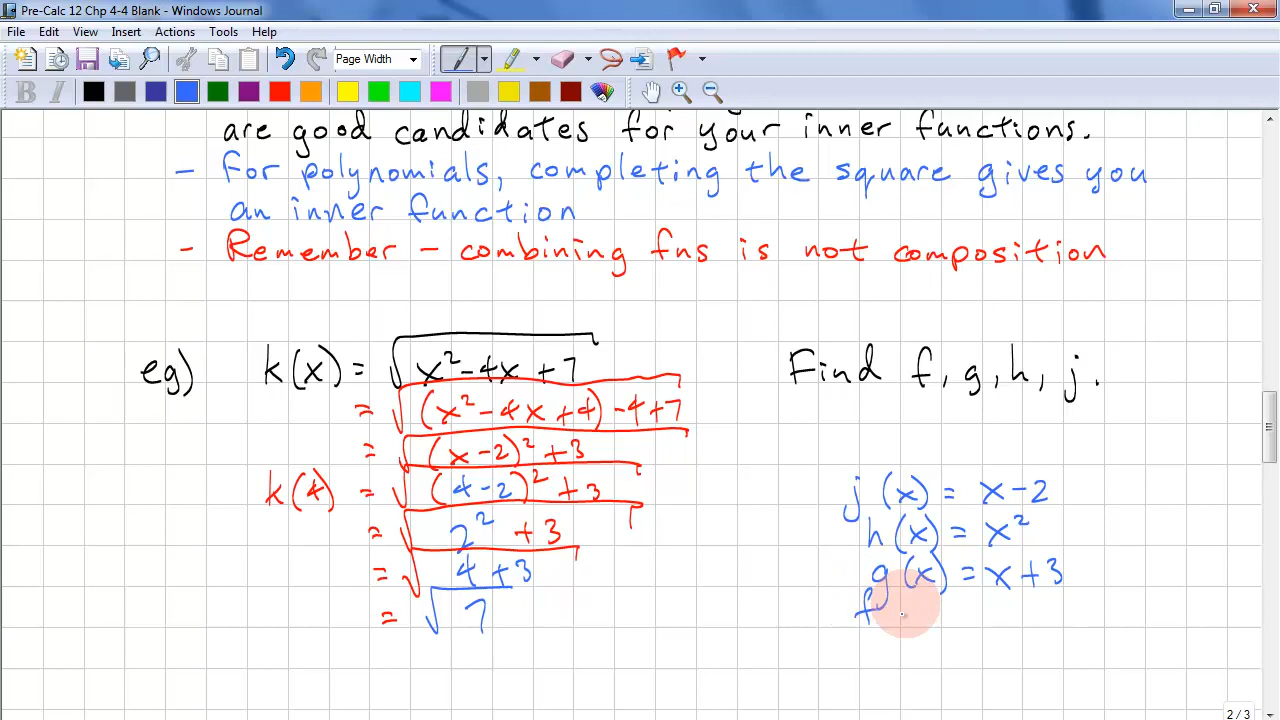 Pre-Calc 12 Chp 4-4 Blank - Windows Journal
File Edit View Insert Actions Tools Help
Page Width
B I
are good candidates for your inner functions.
- For polynomials, completing the square gives you
an inner function
- Remember - combining fns is not composition
eg) k(x) = √(x²-4x+7) Find f, g, h, j.
= √((x²-4x+4)-4+7)
= √((x-2)²+3)
k(4) = √((4-2)²+3)
= √(2²+3)
= √(4+3)
= √7
j(x) = x-2
h(x) = x²
g(x) = x+3
f
2/3